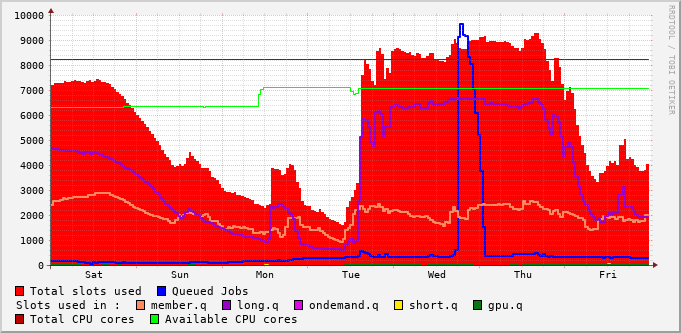 10000
9000
8000
7000
6000
5000
4000
3000
2000
1000
0
Sat Sun Mon Tue Wed Thu Fri
RRDTOOL / TOBI OETIKER
Total slots used Queued Jobs
Slots used in : member.q long.q ondemand.q short.q gpu.q
Total CPU cores Available CPU cores